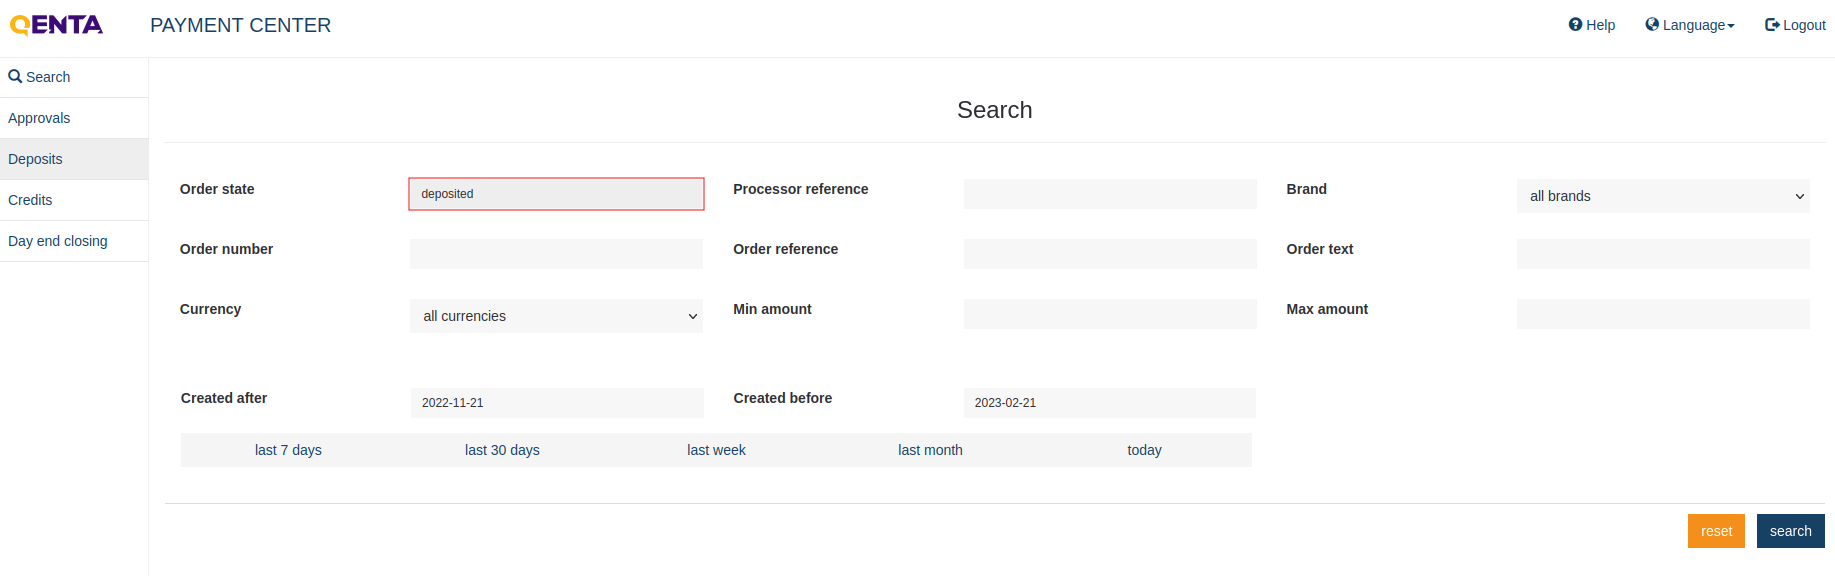 QENTA PAYMENT CENTER Help Language Logout
Search
Approvals
Deposits
Credits
Day end closing
Search
Order state deposited Processor reference Brand all brands
Order number Order reference Order text
Currency all currencies Min amount Max amount
Created after 2022-11-21 Created before 2023-02-21
last 7 days last 30 days last week last month today
reset search